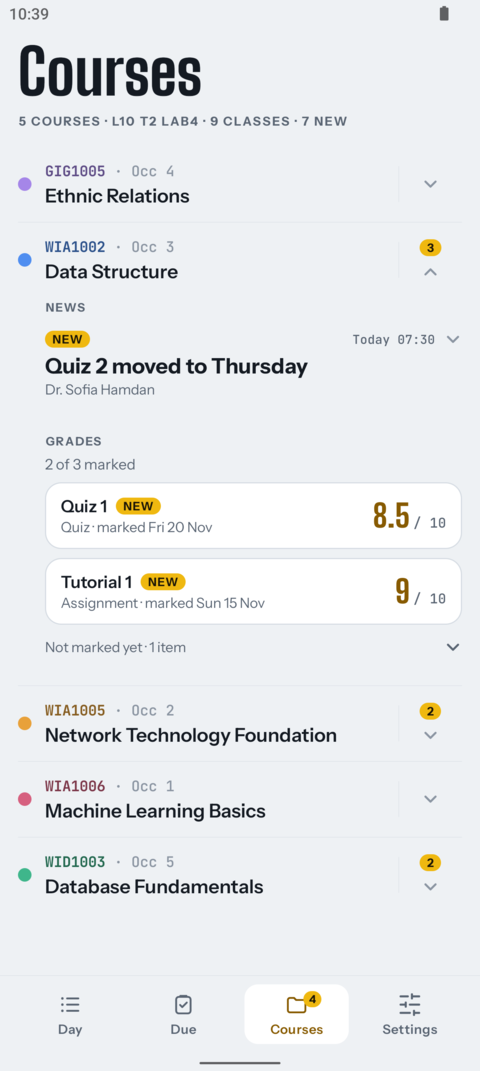 10:39
Courses
5 COURSES · L10 T2 LAB4 · 9 CLASSES · 7 NEW
GIG1005 · Occ 4
Ethnic Relations
WIA1002 · Occ 3
3
Data Structure
NEWS
NEW
Today 07:30
Quiz 2 moved to Thursday
Dr. Sofia Hamdan
GRADES
2 of 3 marked
Quiz 1 NEW
8.5 / 10
Quiz · marked Fri 20 Nov
Tutorial 1 NEW
9 / 10
Assignment · marked Sun 15 Nov
Not marked yet · 1 item
WIA1005 · Occ 2
2
Network Technology Foundation
WIA1006 · Occ 1
Machine Learning Basics
WID1003 · Occ 5
2
Database Fundamentals
4
Day
Due
Courses
Settings